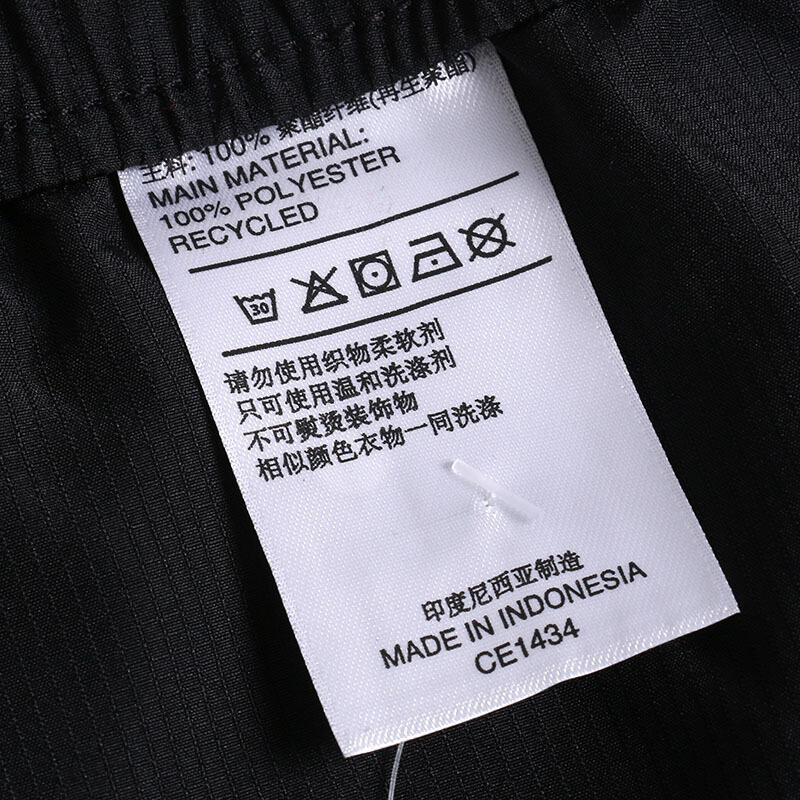 主料: 100% 聚酯纤维(再生聚酯)
MAIN MATERIAL:
100% POLYESTER
RECYCLED
30
请勿使用织物柔软剂
只可使用温和洗涤剂
不可熨烫装饰物
相似颜色衣物一同洗涤
印度尼西亚制造
MADE IN INDONESIA
CE1434